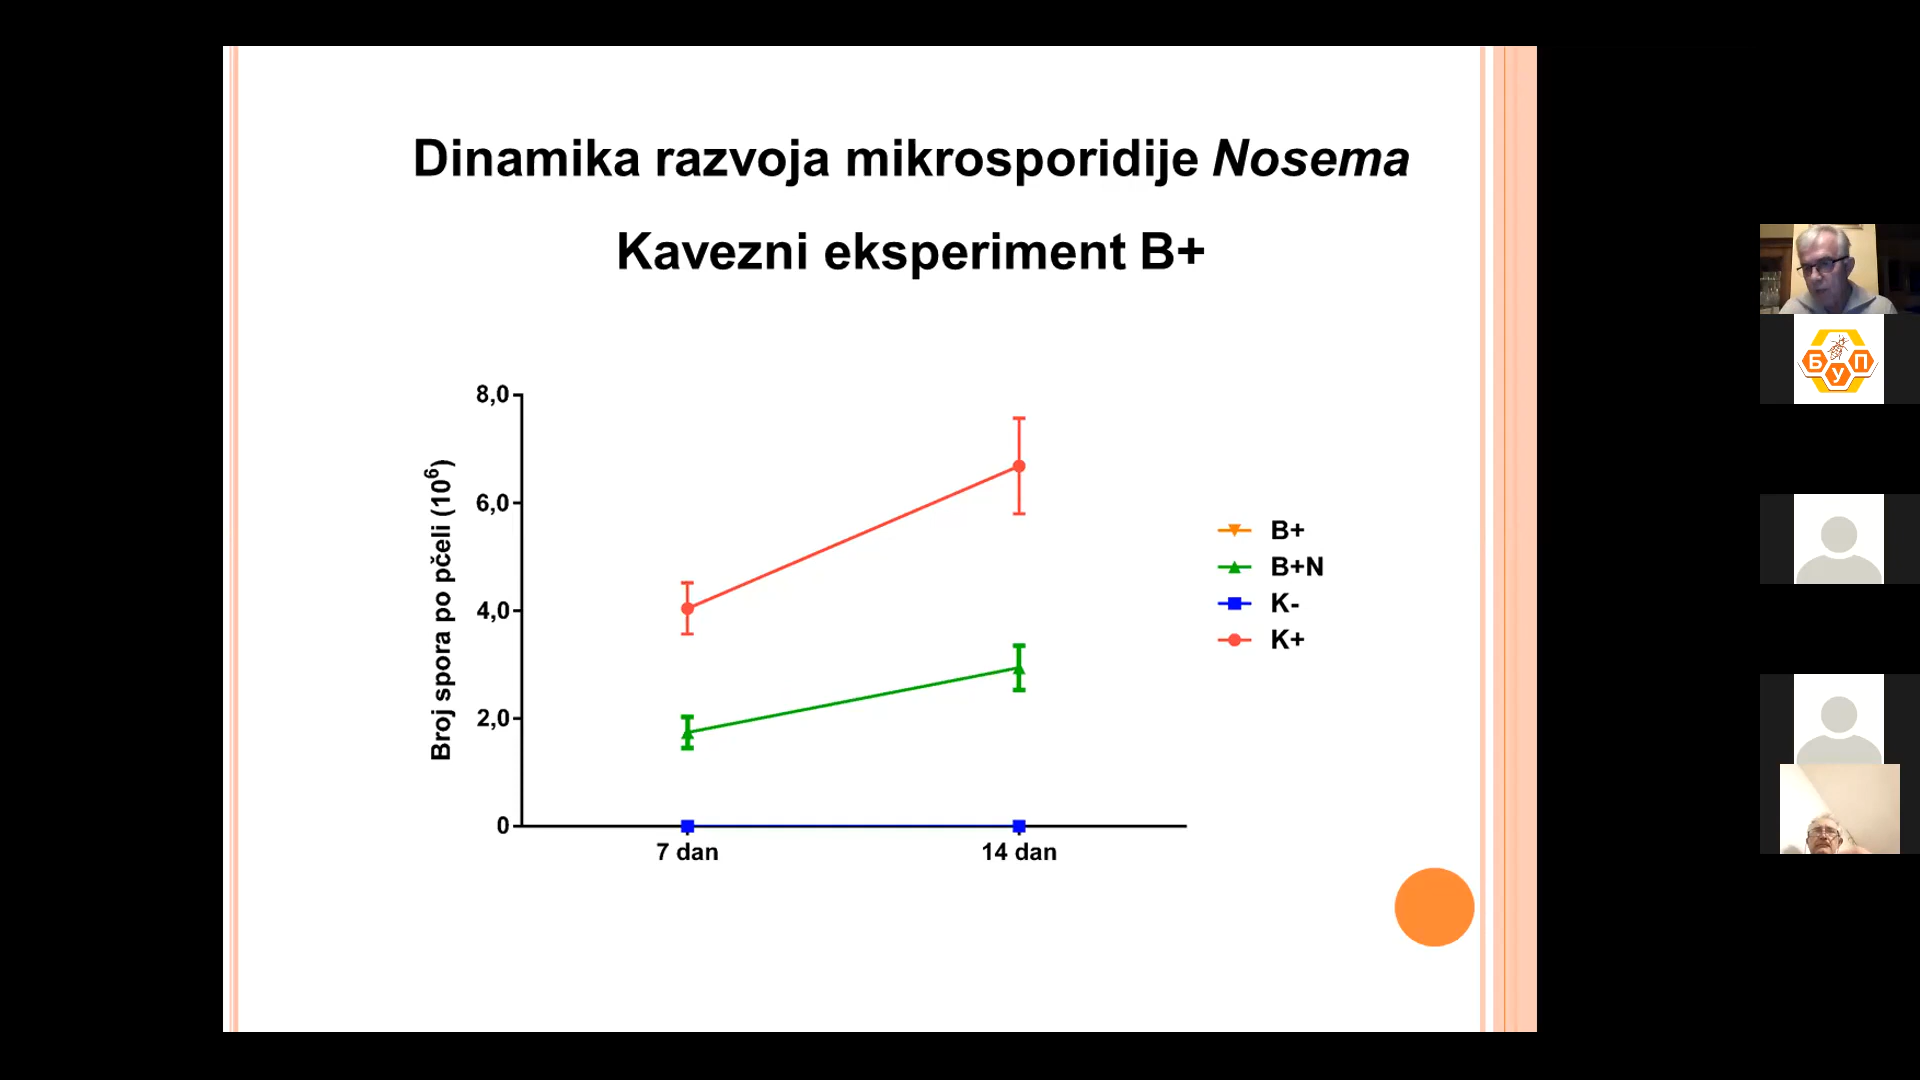 Dinamika razvoja mikrosporidije Nosema
Kavezni eksperiment B+
Broj spora po pčeli (10⁶)
8,0
6,0
4,0
2,0
0
7 dan
14 dan
B+
B+N
K-
K+
Б У П